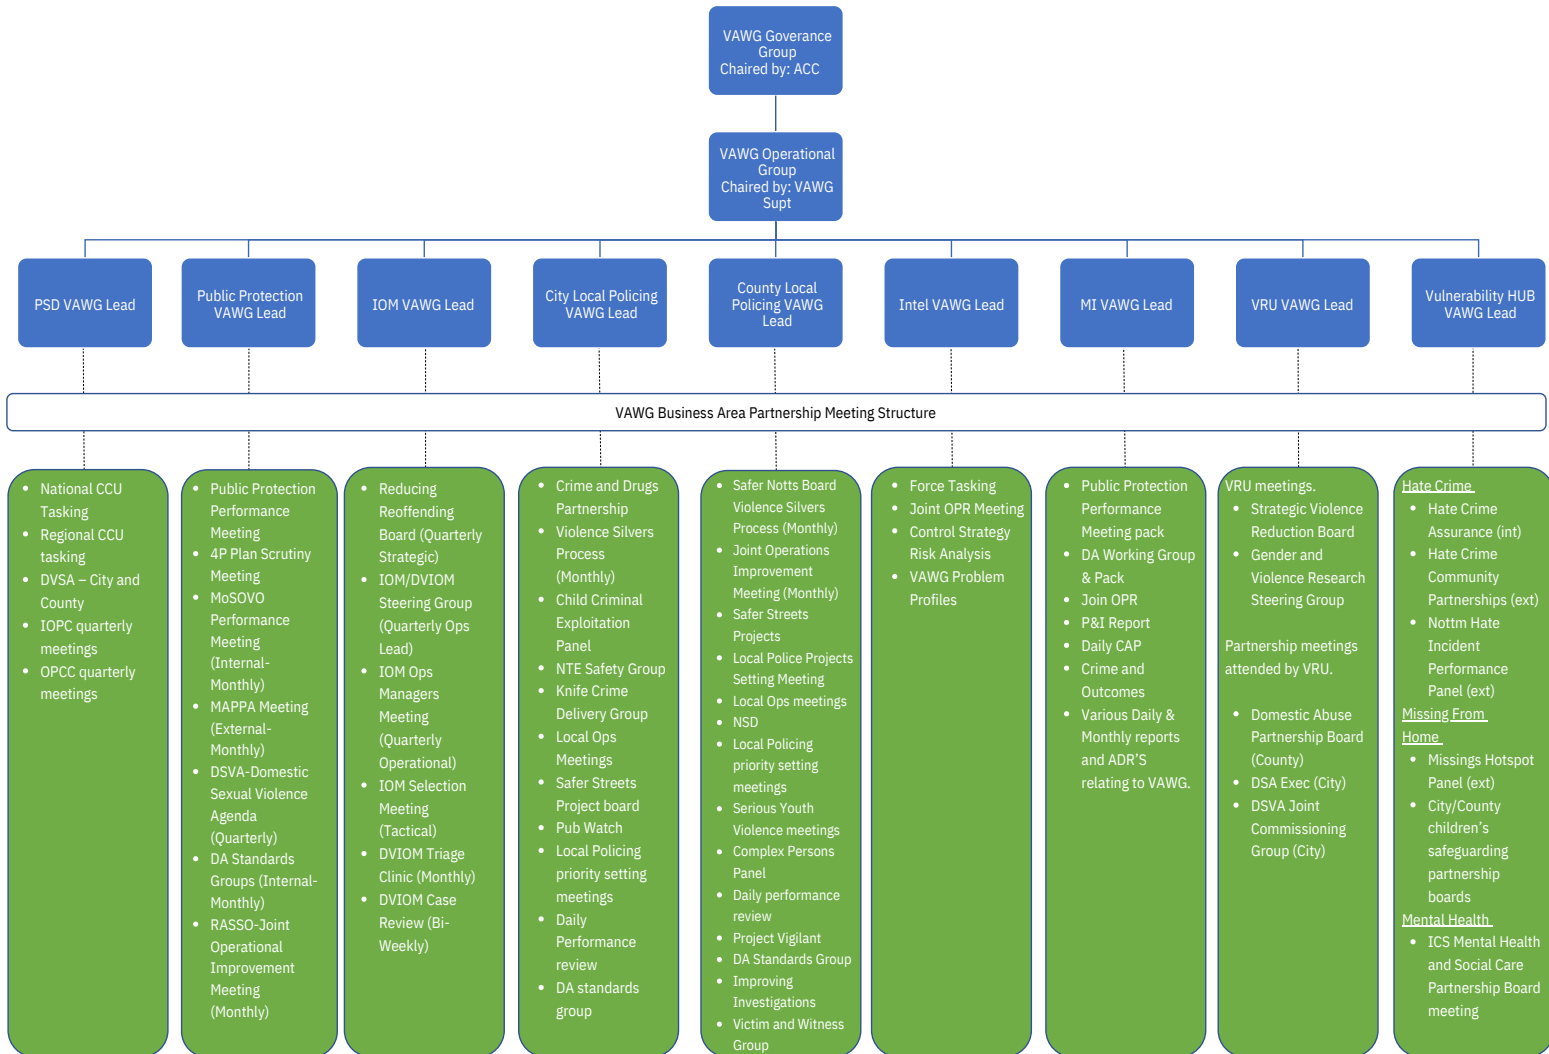 VAWG Goverance
Group
Chaired by: ACC
VAWG Operational
Group
Chaired by: VAWG
Supt
PSD VAWG Lead
Public Protection
VAWG Lead
IOM VAWG Lead
City Local Policing
VAWG Lead
County Local
Policing VAWG
Lead
Intel VAWG Lead
MI VAWG Lead
VRU VAWG Lead
Vulnerability HUB
VAWG Lead
VAWG Business Area Partnership Meeting Structure
• National CCU
Tasking
• Regional CCU
tasking
• DVSA – City and
County
• IOPC quarterly
meetings
• OPCC quarterly
meetings
• Public Protection
Performance
Meeting
• 4P Plan Scrutiny
Meeting
• MoSOVO
Performance
Meeting
(Internal-
Monthly)
• MAPPA Meeting
(External-
Monthly)
• DSVA-Domestic
Sexual Violence
Agenda
(Quarterly)
• DA Standards
Groups (Internal-
Monthly)
• RASSO-Joint
Operational
Improvement
Meeting
(Monthly)
• Reducing
Reoffending
Board (Quarterly
Strategic)
• IOM/DVIOM
Steering Group
(Quarterly Ops
Lead)
• IOM Ops
Managers
Meeting
(Quarterly
Operational)
• IOM Selection
Meeting
(Tactical)
• DVIOM Triage
Clinic (Monthly)
• DVIOM Case
Review (Bi-
Weekly)
• Crime and Drugs
Partnership
• Violence Silvers
Process
(Monthly)
• Child Criminal
Exploitation
Panel
• NTE Safety Group
• Knife Crime
Delivery Group
• Local Ops
Meetings
• Safer Streets
Project board
• Pub Watch
• Local Policing
priority setting
meetings
• Daily
Performance
review
• DA standards
group
• Safer Notts Board
Violence Silvers
Process (Monthly)
• Joint Operations
Improvement
Meeting (Monthly)
• Safer Streets
Projects
• Local Police Projects
Setting Meeting
• Local Ops meetings
• NSD
• Local Policing
priority setting
meetings
• Serious Youth
Violence meetings
• Complex Persons
Panel
• Daily performance
review
• Project Vigilant
• DA Standards Group
• Improving
Investigations
• Victim and Witness
Group
• Force Tasking
• Joint OPR Meeting
• Control Strategy
Risk Analysis
• VAWG Problem
Profiles
• Public Protection
Performance
Meeting pack
• DA Working Group
& Pack
• Join OPR
• P&I Report
• Daily CAP
• Crime and
Outcomes
• Various Daily &
Monthly reports
and ADR'S
relating to VAWG.
VRU meetings.
• Strategic Violence
Reduction Board
• Gender and
Violence Research
Steering Group
Partnership meetings
attended by VRU.
• Domestic Abuse
Partnership Board
(County)
• DSA Exec (City)
• DSVA Joint
Commissioning
Group (City)
Hate Crime
• Hate Crime
Assurance (int)
• Hate Crime
Community
Partnerships (ext)
• Nottm Hate
Incident
Performance
Panel (ext)
Missing From
Home
• Missings Hotspot
Panel (ext)
• City/County
children's
safeguarding
partnership
boards
Mental Health
• ICS Mental Health
and Social Care
Partnership Board
meeting